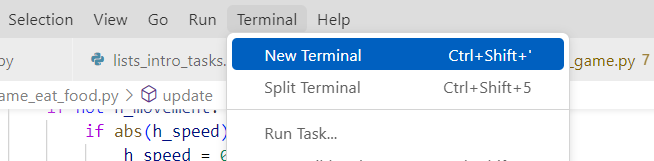 Selection View Go Run Terminal Help
py lists_intro_tasks. _game.py 7
New Terminal Ctrl+Shift+'
Split Terminal Ctrl+Shift+5
ame_eat_food.py > update
if not h_movement:
Run Task...
if abs(h_speed)
h_speed = 0